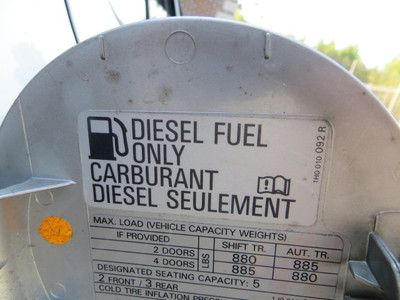 DIESEL FUEL
ONLY
CARBURANT
DIESEL SEULEMENT
1H0 010 092 R
MAX. LOAD (VEHICLE CAPACITY WEIGHTS)
IF PROVIDED LBS SHIFT TR. AUT. TR.
2 DOORS 880 885
4 DOORS 885 880
DESIGNATED SEATING CAPACITY: 5
2 FRONT / 3 REAR
COLD TIRE INFLATION